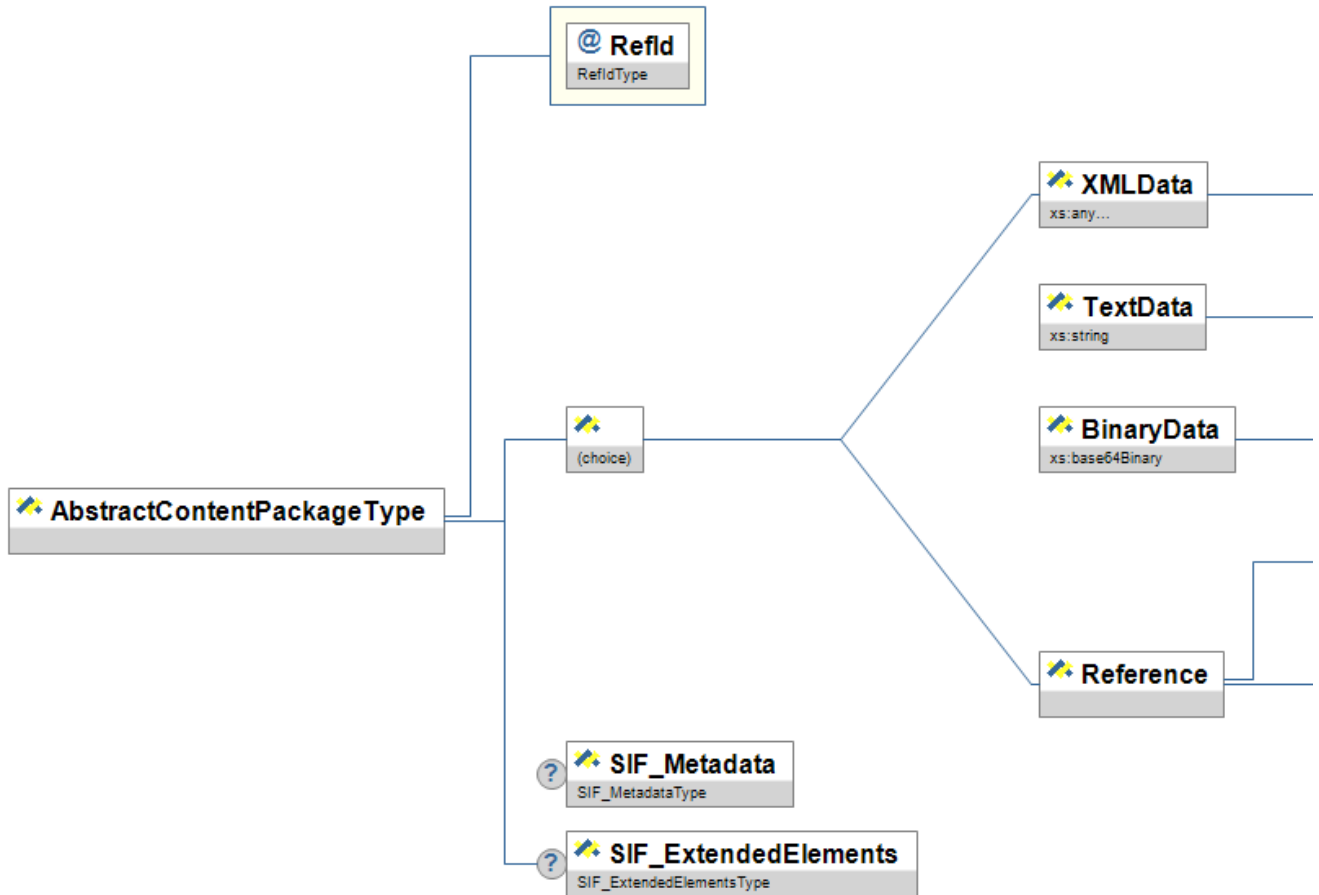 @ RefId
RefIdType
XMLData
xs:any...
TextData
xs:string
(choice)
BinaryData
xs:base64Binary
AbstractContentPackageType
Reference
? SIF_Metadata
SIF_MetadataType
? SIF_ExtendedElements
SIF_ExtendedElementsType